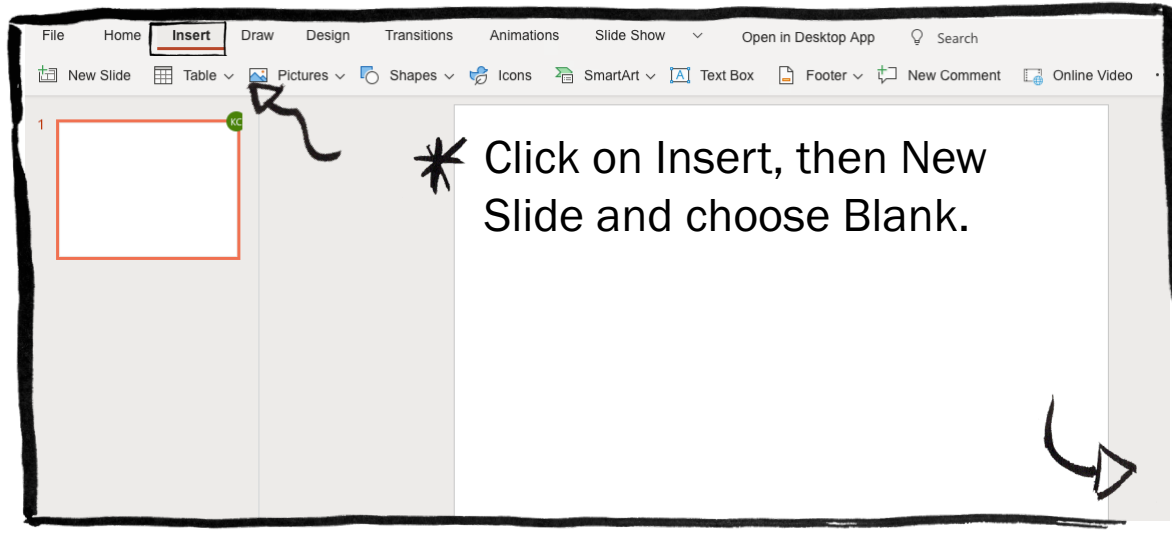 File Home Insert Draw Design Transitions Animations Slide Show Open in Desktop App Search
New Slide Table Pictures Shapes Icons SmartArt Text Box Footer New Comment Online Video
1
KC
Click on Insert, then New
Slide and choose Blank.